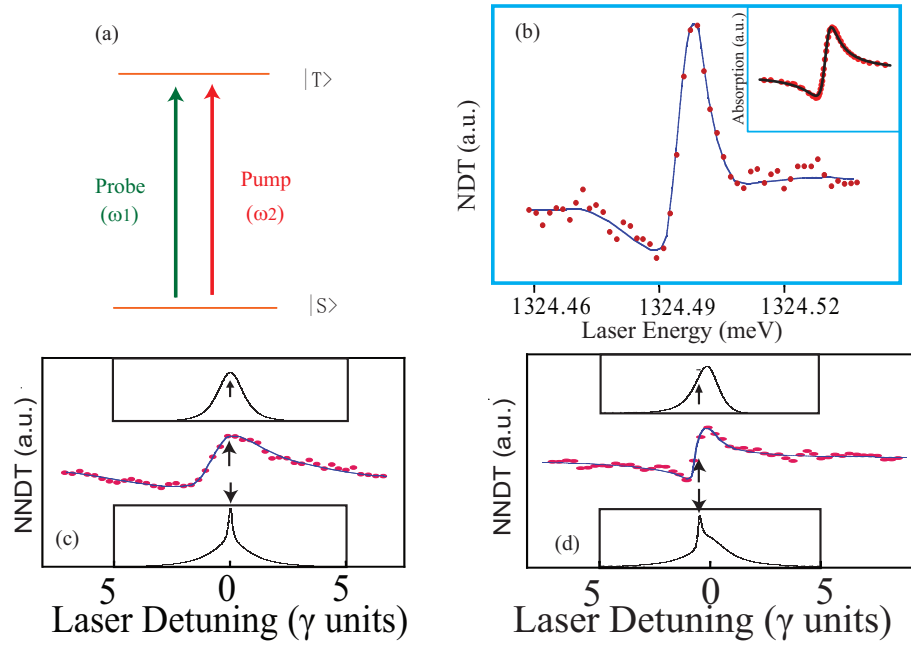 (a)
|T>
Probe
(ω1)
Pump
(ω2)
|S>
(b)
NDT (a.u.)
Absorption (a.u.)
1324.46
1324.49
1324.52
Laser Energy (meV)
NNDT (a.u.)
(c)
5
0
5
Laser Detuning (γ units)
NNDT (a.u.)
(d)
5
0
5
Laser Detuning (γ units)